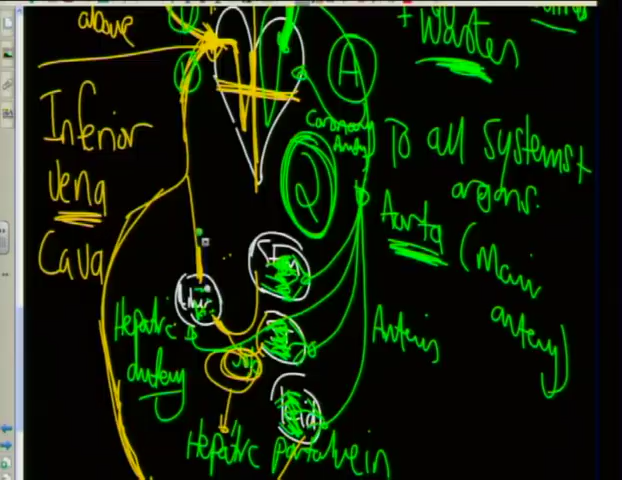 above
+ Wastes
A
Coronary
Artery
Inferior
Vena
Cava
To all systems +
organs.
Aorta (Main
artery)
Q
Liver
Hepatic
artery
Arteries
Kid
Hepatic portal vein